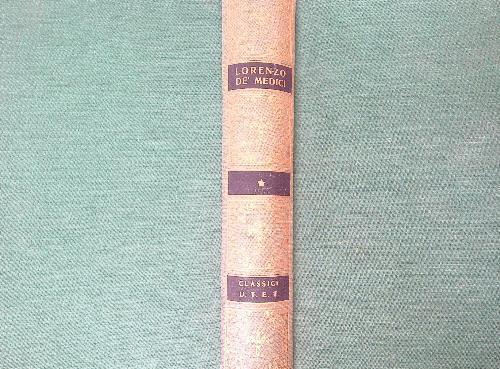 LORENZO
DE' MEDICI
CLASSICI
U. T. E. T.